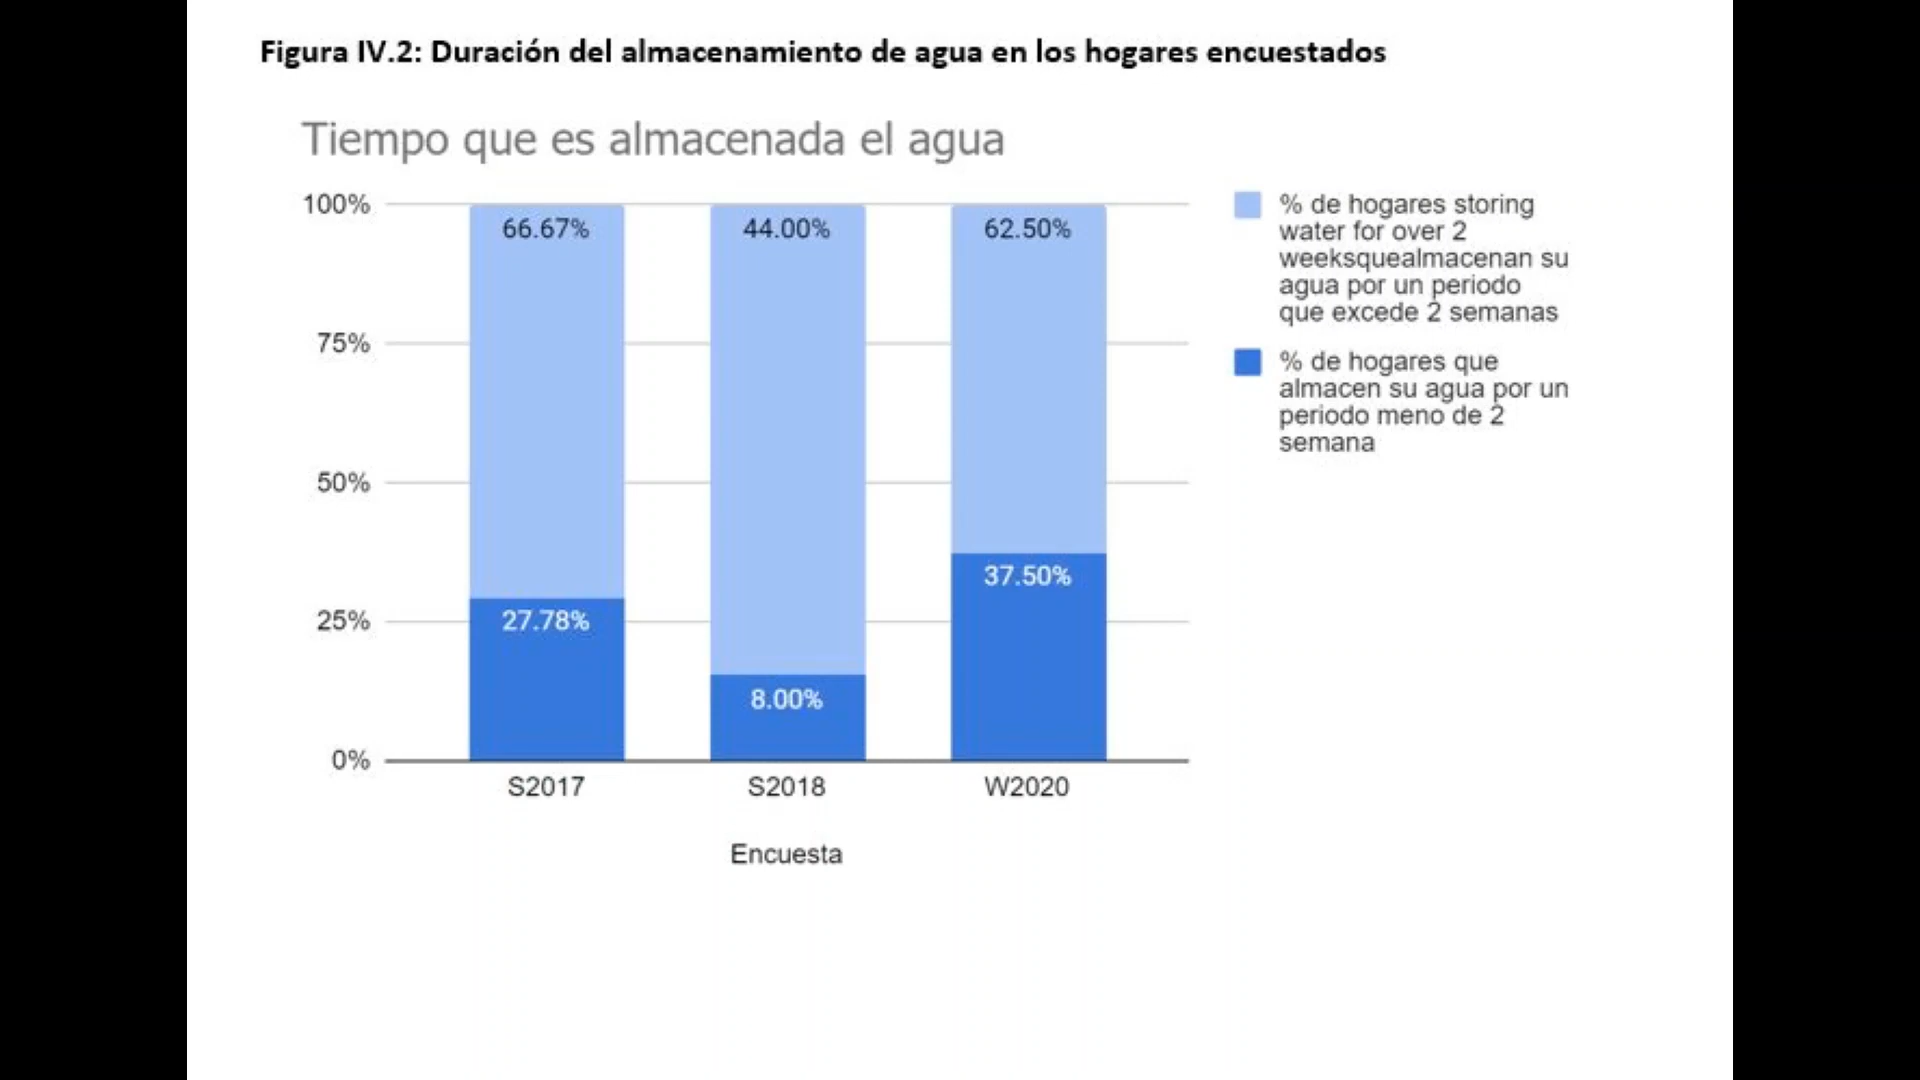 Figura IV.2: Duración del almacenamiento de agua en los hogares encuestados
Tiempo que es almacenada el agua
100%
75%
50%
25%
0%
66.67%
44.00%
62.50%
27.78%
8.00%
37.50%
S2017
S2018
W2020
Encuesta
% de hogares storing
water for over 2
weeksquealmacenan su
agua por un periodo
que excede 2 semanas
% de hogares que
almacen su agua por un
periodo meno de 2
semana